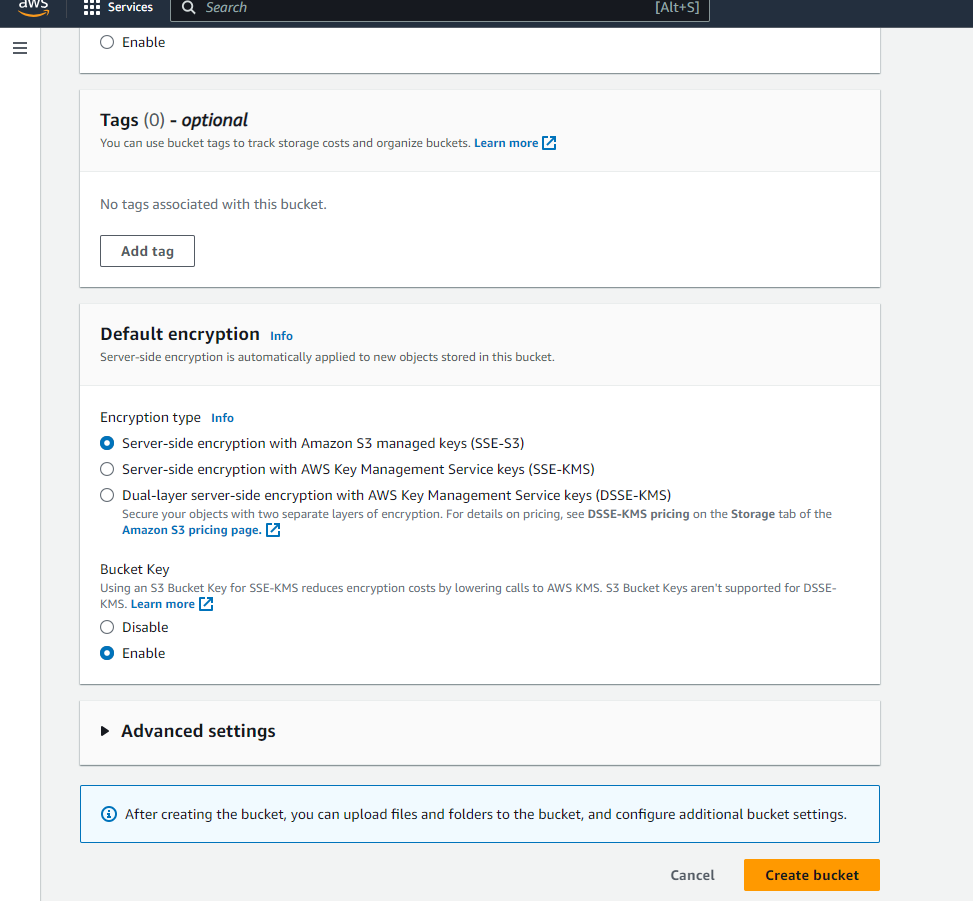 aws
Services
Search
[Alt+S]
Enable
Tags (0) - optional
You can use bucket tags to track storage costs and organize buckets. Learn more
No tags associated with this bucket.
Add tag
Default encryption Info
Server-side encryption is automatically applied to new objects stored in this bucket.
Encryption type Info
Server-side encryption with Amazon S3 managed keys (SSE-S3)
Server-side encryption with AWS Key Management Service keys (SSE-KMS)
Dual-layer server-side encryption with AWS Key Management Service keys (DSSE-KMS)
Secure your objects with two separate layers of encryption. For details on pricing, see DSSE-KMS pricing on the Storage tab of the
Amazon S3 pricing page.
Bucket Key
Using an S3 Bucket Key for SSE-KMS reduces encryption costs by lowering calls to AWS KMS. S3 Bucket Keys aren't supported for DSSE-
KMS. Learn more
Disable
Enable
Advanced settings
After creating the bucket, you can upload files and folders to the bucket, and configure additional bucket settings.
Cancel
Create bucket